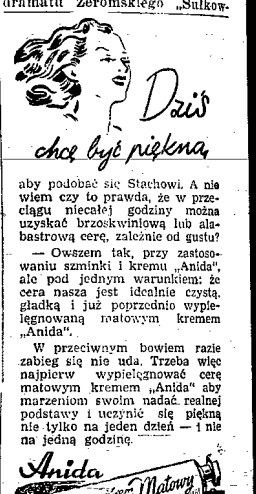 dramatu Żeromskiego „Sułkow-
Dziś
chcę być piękna,
aby podobać się Stachowi. A nie
wiem czy to prawda, że w prze-
ciągu niecałej godziny można
uzyskać brzoskwiniową lub ala-
bastrową cerę, zależnie od gustu?
— Owszem tak, przy zastoso-
waniu szminki i kremu „Anida”,
ale pod jednym warunkiem: że
cera nasza jest idealnie czystą,
gładką i już poprzednio wypie-
lęgnowaną matowym kremem
„Anida”.
W przeciwnym bowiem razie
zabieg się nie uda. Trzeba więc
najpierw wypielęgnować cerę
matowym kremem „Anida” aby
marzeniom swoim nadać realnej
podstawy i uczynić się piękną
nie tylko na jeden dzień — i nie
na jedną godzinę.
Anida
Krem Matowy